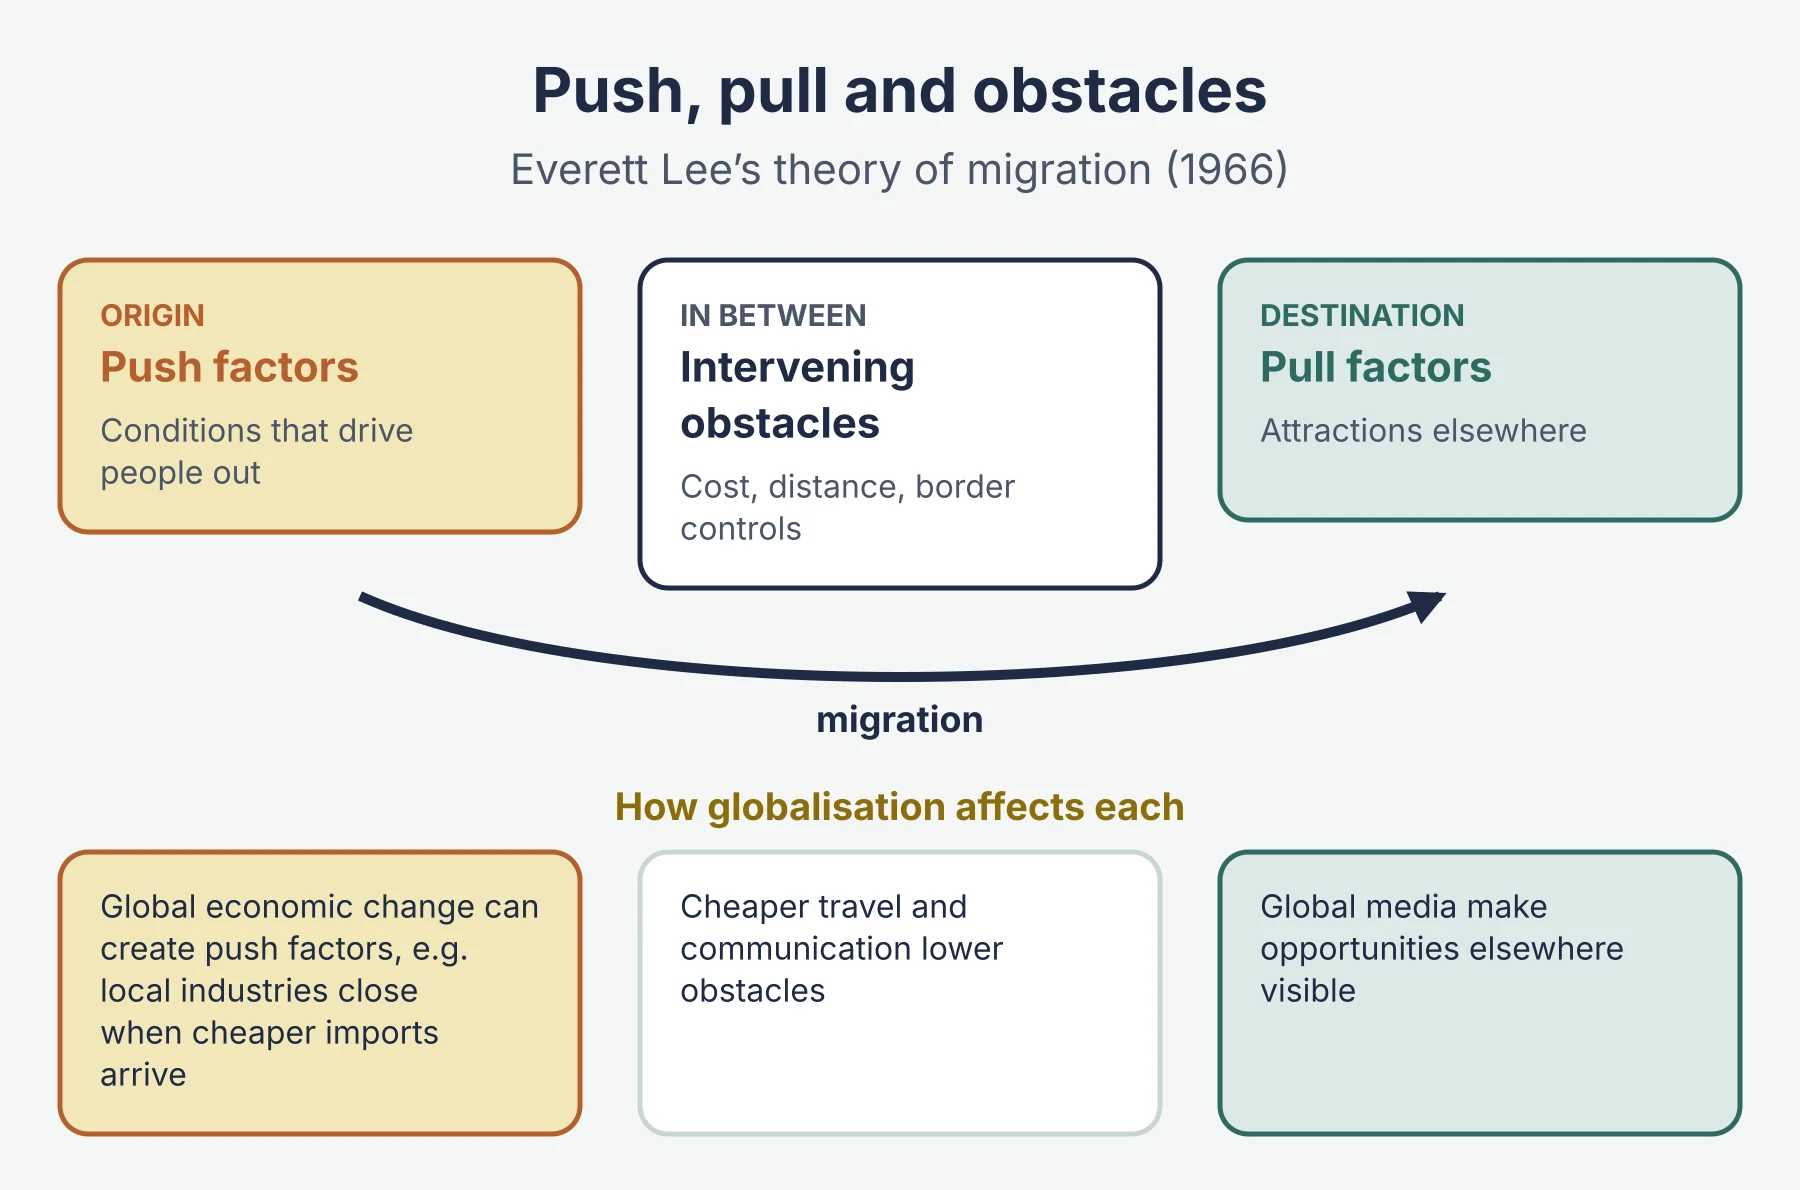 Push, pull and obstacles
Everett Lee’s theory of migration (1966)
ORIGIN
Push factors
Conditions that drive
people out
IN BETWEEN
Intervening
obstacles
Cost, distance, border
controls
DESTINATION
Pull factors
Attractions elsewhere
migration
How globalisation affects each
Global economic change can
create push factors, e.g.
local industries close
when cheaper imports
arrive
Cheaper travel and
communication lower
obstacles
Global media make
opportunities elsewhere
visible